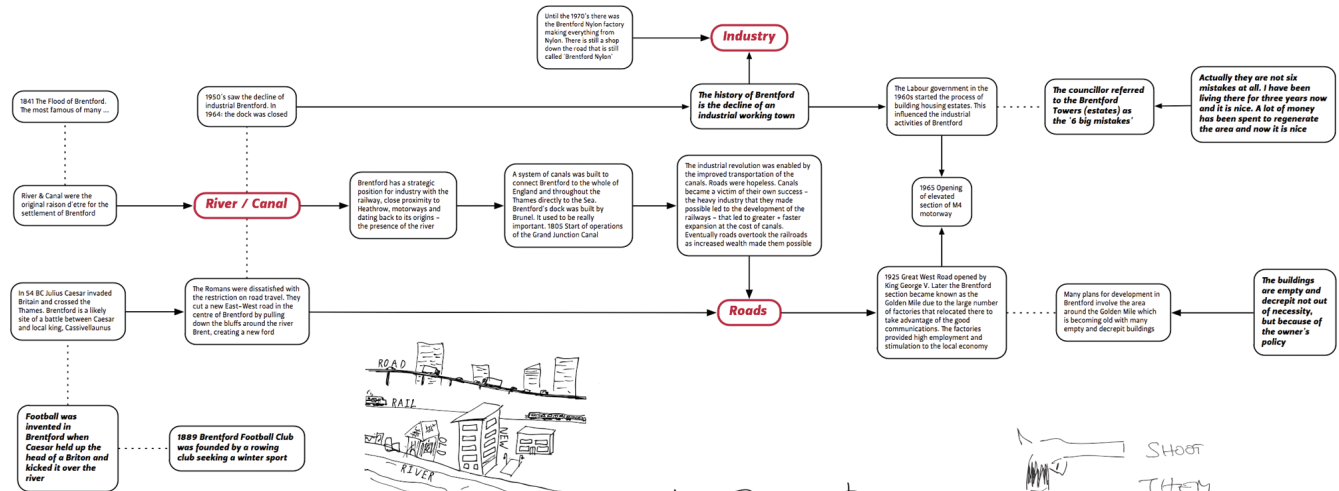 Until the 1970's there was
the Brentford Nylon factory
making everything from
Nylon. There is still a shop
down the road that is still
called 'Brentford Nylon'
Industry
1841 The Flood of Brentford.
The most famous of many ...
1950's saw the decline of
industrial Brentford. In
1964: the dock was closed
The history of Brentford
is the decline of an
industrial working town
The Labour government in the
1960s started the process of
building housing estates. This
influenced the industrial
activities of Brentford
The councillor referred
to the Brentford
Towers (estates) as
the '6 big mistakes'
Actually they are not six
mistakes at all. I have been
living there for three years now
and it is nice. A lot of money
has been spent to regenerate
the area and now it is nice
River & Canal were the
original raison d'etre for the
settlement of Brentford
River / Canal
Brentford has a strategic
position for industry with the
railway, close proximity to
Heathrow, motorways and
dating back to its origins –
the presence of the river
A system of canals was built to
connect Brentford to the whole of
England and throughout the
Thames directly to the Sea.
Brentford's dock was built by
Brunel. It used to be really
important. 1805 Start of operations
of the Grand Junction Canal
The industrial revolution was enabled by
the improved transportation of the
canals. Roads were hopeless. Canals
became a victim of their own success –
the heavy industry that they made
possible led to the development of the
railways – that led to greater + faster
expansion at the cost of canals.
Eventually roads overtook the railroads
as increased wealth made them possible
1965 Opening
of elevated
section of M4
motorway
In 54 BC Julius Caesar invaded
Britain and crossed the
Thames. Brentford is a likely
site of a battle between Caesar
and local king, Cassivellaunus
The Romans were dissatisfied with
the restriction on road travel. They
cut a new East-West road in the
centre of Brentford by pulling
down the bluffs around the river
Brent, creating a new ford
Roads
1925 Great West Road opened by
King George V. Later the Brentford
section became known as the
Golden Mile due to the large number
of factories that relocated there to
take advantage of the good
communications. The factories
provided high employment and
stimulation to the local economy
Many plans for development in
Brentford involve the area
around the Golden Mile which
is becoming old with many
empty and decrepit buildings
The buildings
are empty and
decrepit not out
of necessity,
but because of
the owner's
policy
Football was
invented in
Brentford when
Caesar held up the
head of a Briton and
kicked it over the
river
1889 Brentford Football Club
was founded by a rowing
club seeking a winter sport
ROAD
RAIL
OLD
NEW
RIVER
SHOOT
THEM